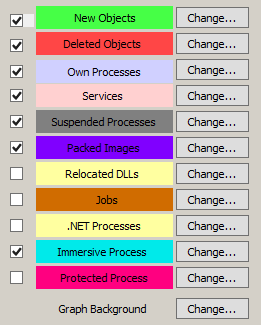 New Objects Change...
Deleted Objects Change...
Own Processes Change...
Services Change...
Suspended Processes Change...
Packed Images Change...
Relocated DLLs Change...
Jobs Change...
.NET Processes Change...
Immersive Process Change...
Protected Process Change...
Graph Background Change...